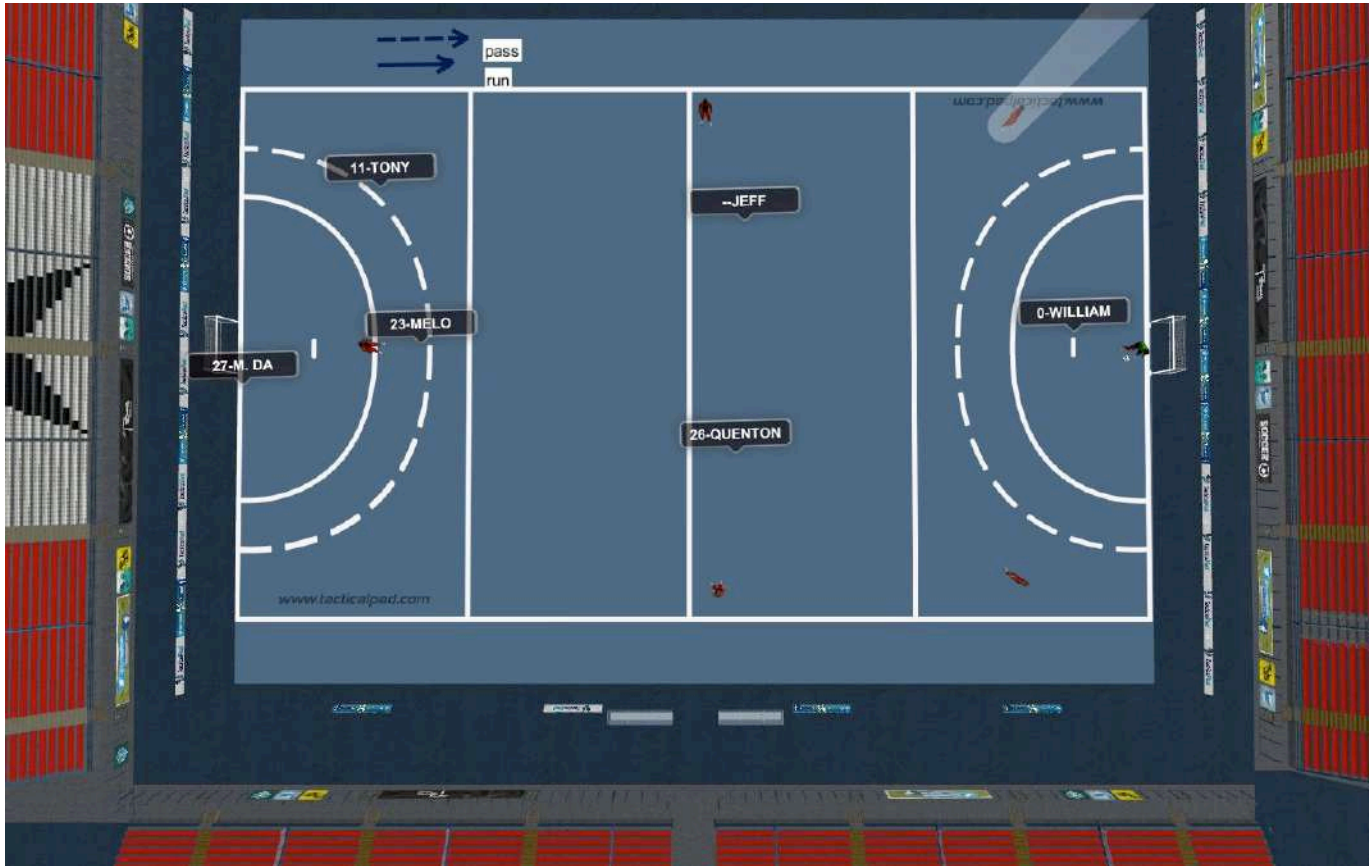 pass
run
www.tacticalpad.com
11-TONY
--JEFF
0-WILLIAM
23-MELO
27-M. DA
26-QUENTON
SOCCER
www.tacticalpad.com